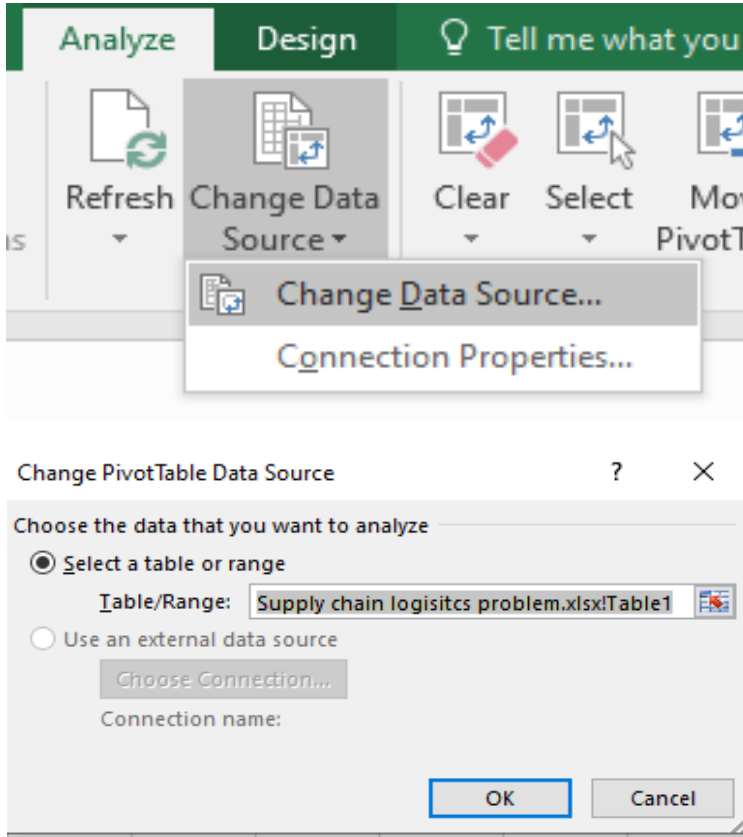 Analyze Design Tell me what you
Refresh Change Data Source Clear Select Mov PivotT
ns
Change Data Source...
Connection Properties...
Change PivotTable Data Source ? ×
Choose the data that you want to analyze
Select a table or range
Table/Range: Supply chain logisitcs problem.xlsx!Table1
Use an external data source
Choose Connection...
Connection name:
OK Cancel